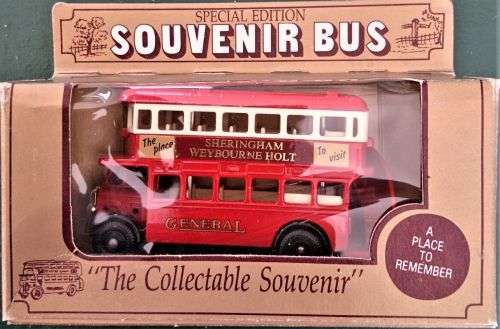 SPECIAL EDITION
SOUVENIR BUS
The place
SHERINGHAM
WEYBOURNE HOLT
To visit
GENERAL
A
PLACE
TO
REMEMBER
"The Collectable Souvenir"